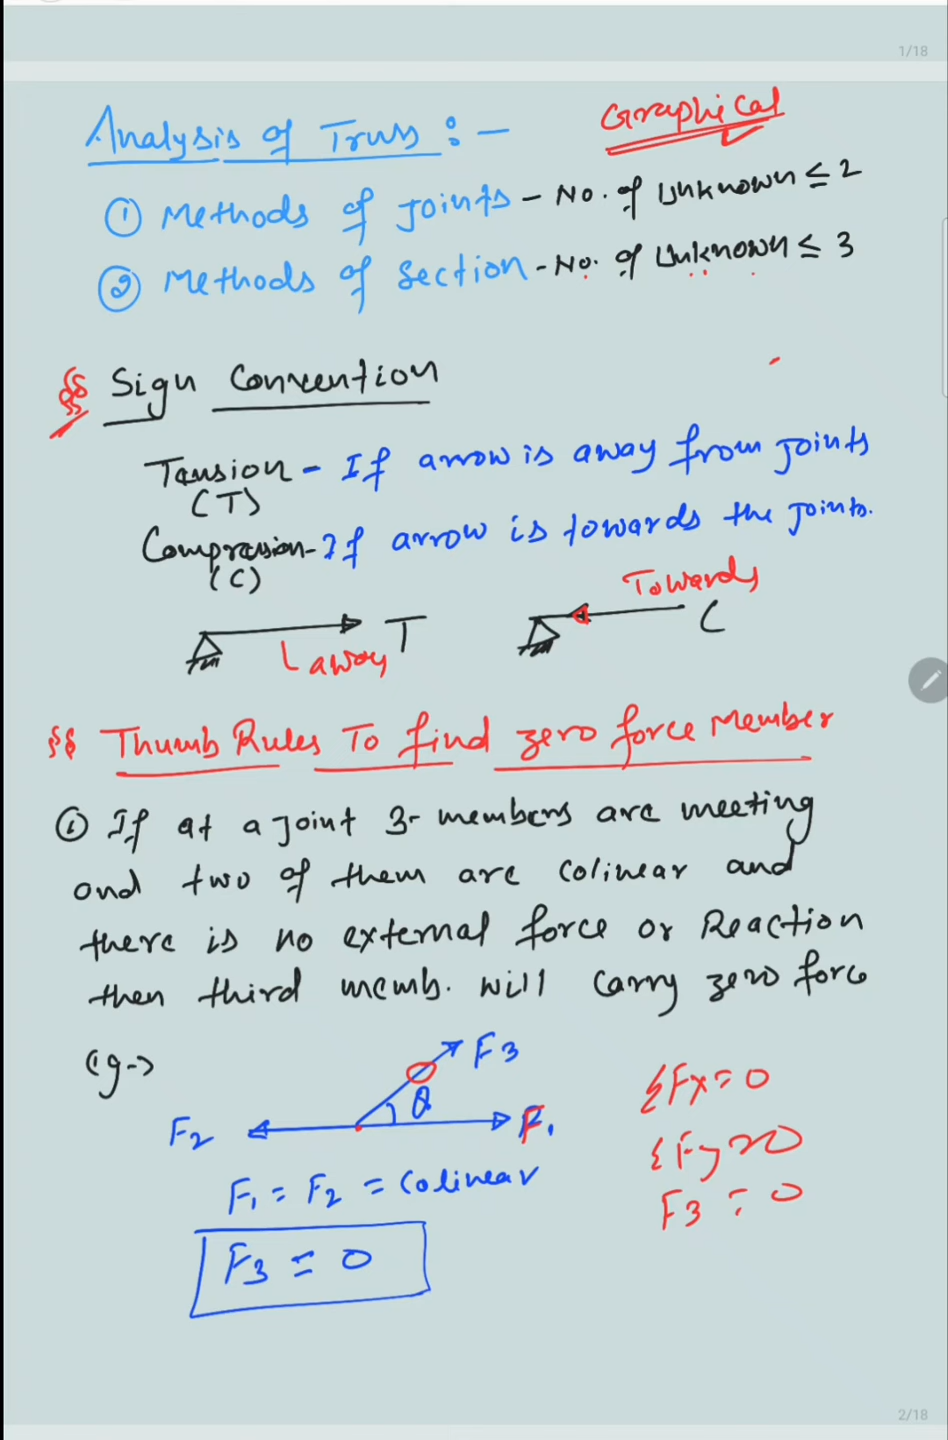 1/18
Analysis of Truss :-
Graphical
① Methods of Joints - No. of Unknown ≤ 2
② Methods of Section - No. of Unknown ≤ 3
§§ Sign Convention
Tension - If arrow is away from Joints
(T)
Compression - If arrow is towards the Joints.
(C)
Towards
T
C
away
§§ Thumb Rules To find zero force Member
① If at a Joint 3- members are meeting
and two of them are colinear and
there is no external force or Reaction
then third memb. will carry zero force
eg->
F3
θ
F2
F1
ΣFx=0
ΣFy=0
F3 = 0
F1 = F2 = Colinear
F3 = 0
2/18